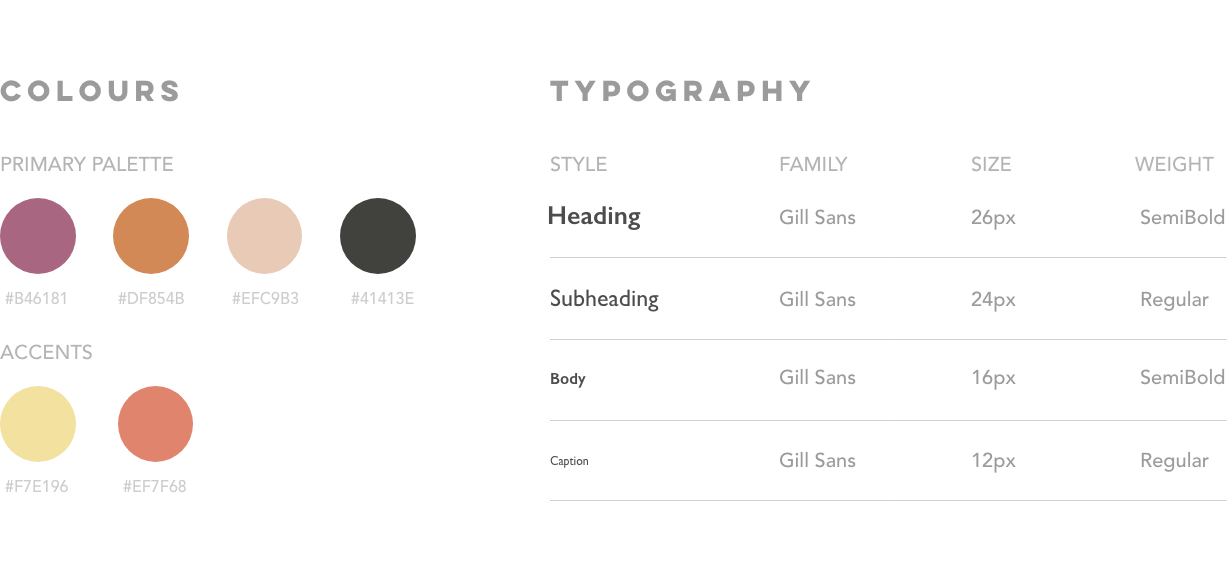 COLOURS
PRIMARY PALETTE
#B46181 #DF854B #EFC9B3 #41413E
ACCENTS
#F7E196 #EF7F68
TYPOGRAPHY
STYLE FAMILY SIZE WEIGHT
Heading Gill Sans 26px SemiBold
Subheading Gill Sans 24px Regular
Body Gill Sans 16px SemiBold
Caption Gill Sans 12px Regular